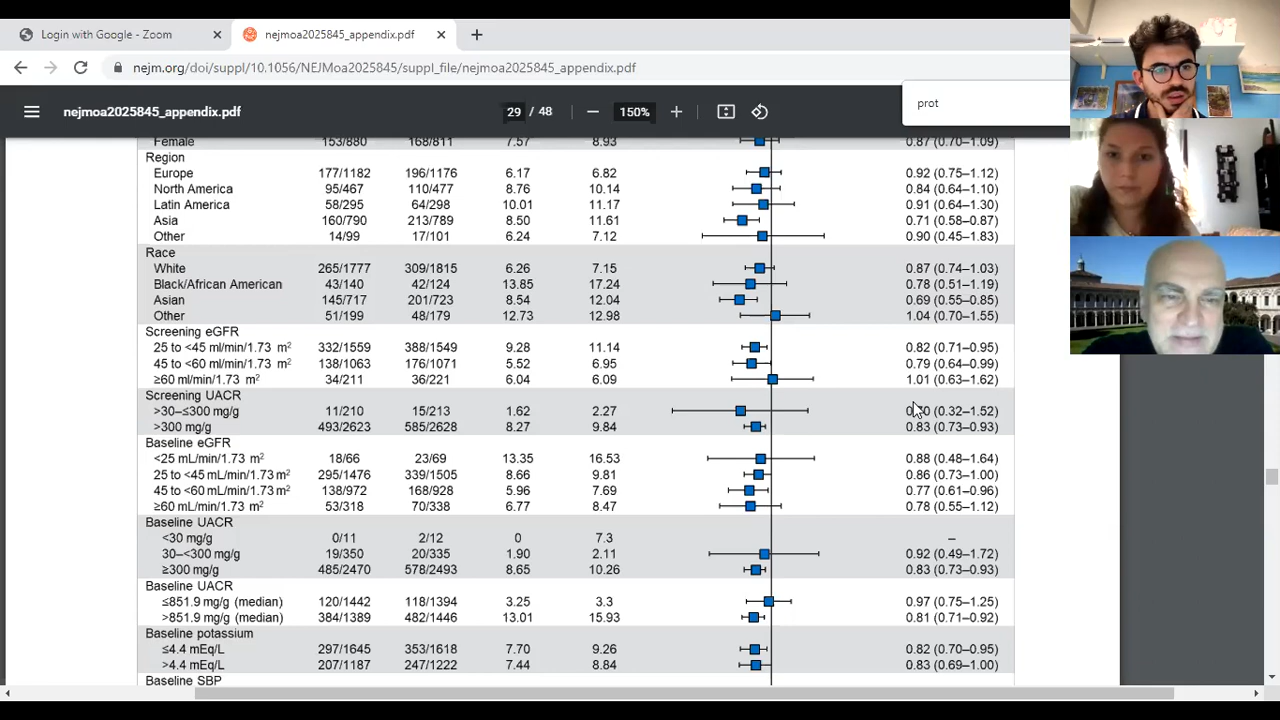 Login with Google - Zoom
nejmoa2025845_appendix.pdf
nejm.org/doi/suppl/10.1056/NEJMoa2025845/suppl_file/nejmoa2025845_appendix.pdf
nejmoa2025845_appendix.pdf 29 / 48 150%
prot
Female 153/880 168/811 7.57 8.93 0.87 (0.70–1.09)
Region
Europe 177/1182 196/1176 6.17 6.82 0.92 (0.75–1.12)
North America 95/467 110/477 8.76 10.14 0.84 (0.64–1.10)
Latin America 58/295 64/298 10.01 11.17 0.91 (0.64–1.30)
Asia 160/790 213/789 8.50 11.61 0.71 (0.58–0.87)
Other 14/99 17/101 6.24 7.12 0.90 (0.45–1.83)
Race
White 265/1777 309/1815 6.26 7.15 0.87 (0.74–1.03)
Black/African American 43/140 42/124 13.85 17.24 0.78 (0.51–1.19)
Asian 145/717 201/723 8.54 12.04 0.69 (0.55–0.85)
Other 51/199 48/179 12.73 12.98 1.04 (0.70–1.55)
Screening eGFR
25 to <45 ml/min/1.73 m² 332/1559 388/1549 9.28 11.14 0.82 (0.71–0.95)
45 to <60 ml/min/1.73 m² 138/1063 176/1071 5.52 6.95 0.79 (0.64–0.99)
≥60 ml/min/1.73 m² 34/211 36/221 6.04 6.09 1.01 (0.63–1.62)
Screening UACR
>30–≤300 mg/g 11/210 15/213 1.62 2.27 (0.32–1.52)
>300 mg/g 493/2623 585/2628 8.27 9.84 0.83 (0.73–0.93)
Baseline eGFR
<25 mL/min/1.73 m² 18/66 23/69 13.35 16.53 0.88 (0.48–1.64)
25 to <45 mL/min/1.73 m² 295/1476 339/1505 8.66 9.81 0.86 (0.73–1.00)
45 to <60 mL/min/1.73 m² 138/972 168/928 5.96 7.69 0.77 (0.61–0.96)
≥60 mL/min/1.73 m² 53/318 70/338 6.77 8.47 0.78 (0.55–1.12)
Baseline UACR
<30 mg/g 0/11 2/12 0 7.3 –
30–<300 mg/g 19/350 20/335 1.90 2.11 0.92 (0.49–1.72)
≥300 mg/g 485/2470 578/2493 8.65 10.26 0.83 (0.73–0.93)
Baseline UACR
≤851.9 mg/g (median) 120/1442 118/1394 3.25 3.3 0.97 (0.75–1.25)
>851.9 mg/g (median) 384/1389 482/1446 13.01 15.93 0.81 (0.71–0.92)
Baseline potassium
≤4.4 mEq/L 297/1645 353/1618 7.70 9.26 0.82 (0.70–0.95)
>4.4 mEq/L 207/1187 247/1222 7.44 8.84 0.83 (0.69–1.00)
Baseline SBP